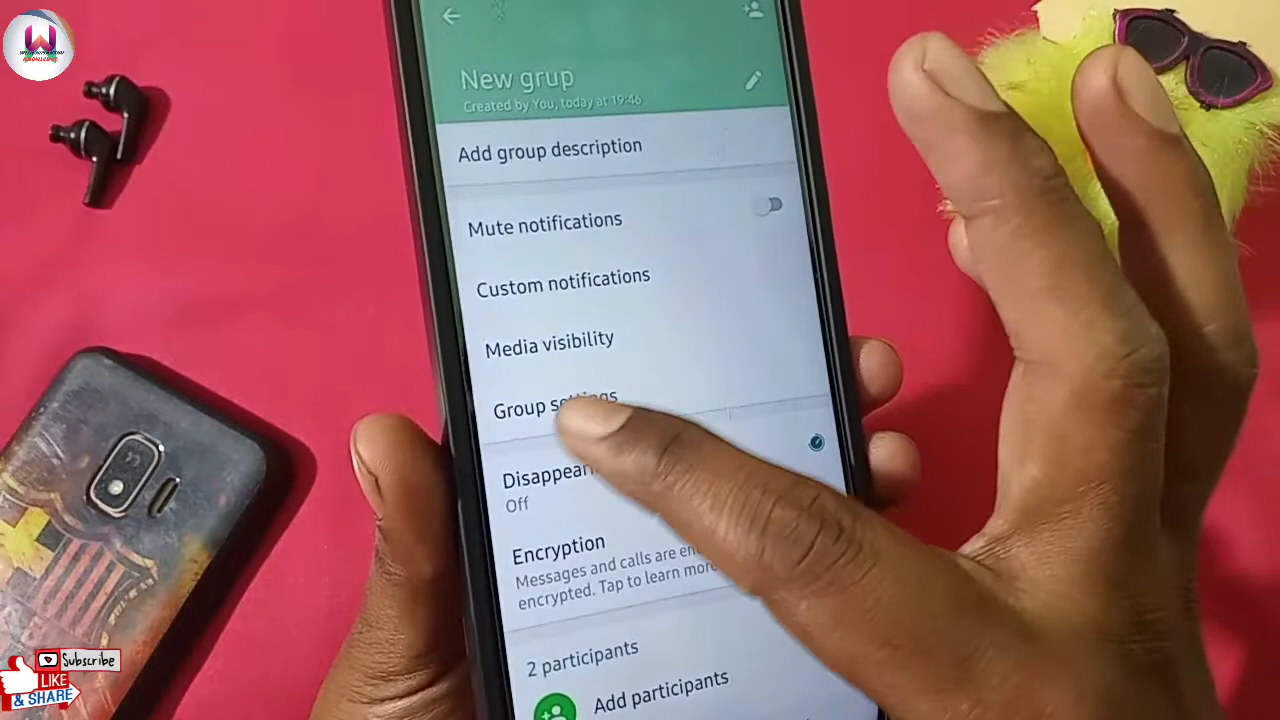 New grup
Created by You, today at 19:46
Add group description
Mute notifications
Custom notifications
Media visibility
Group settings
Off
Encryption
Messages and calls are
encrypted. Tap to learn more
2 participants
Add participants
Subscribe
LIKE
& SHARE